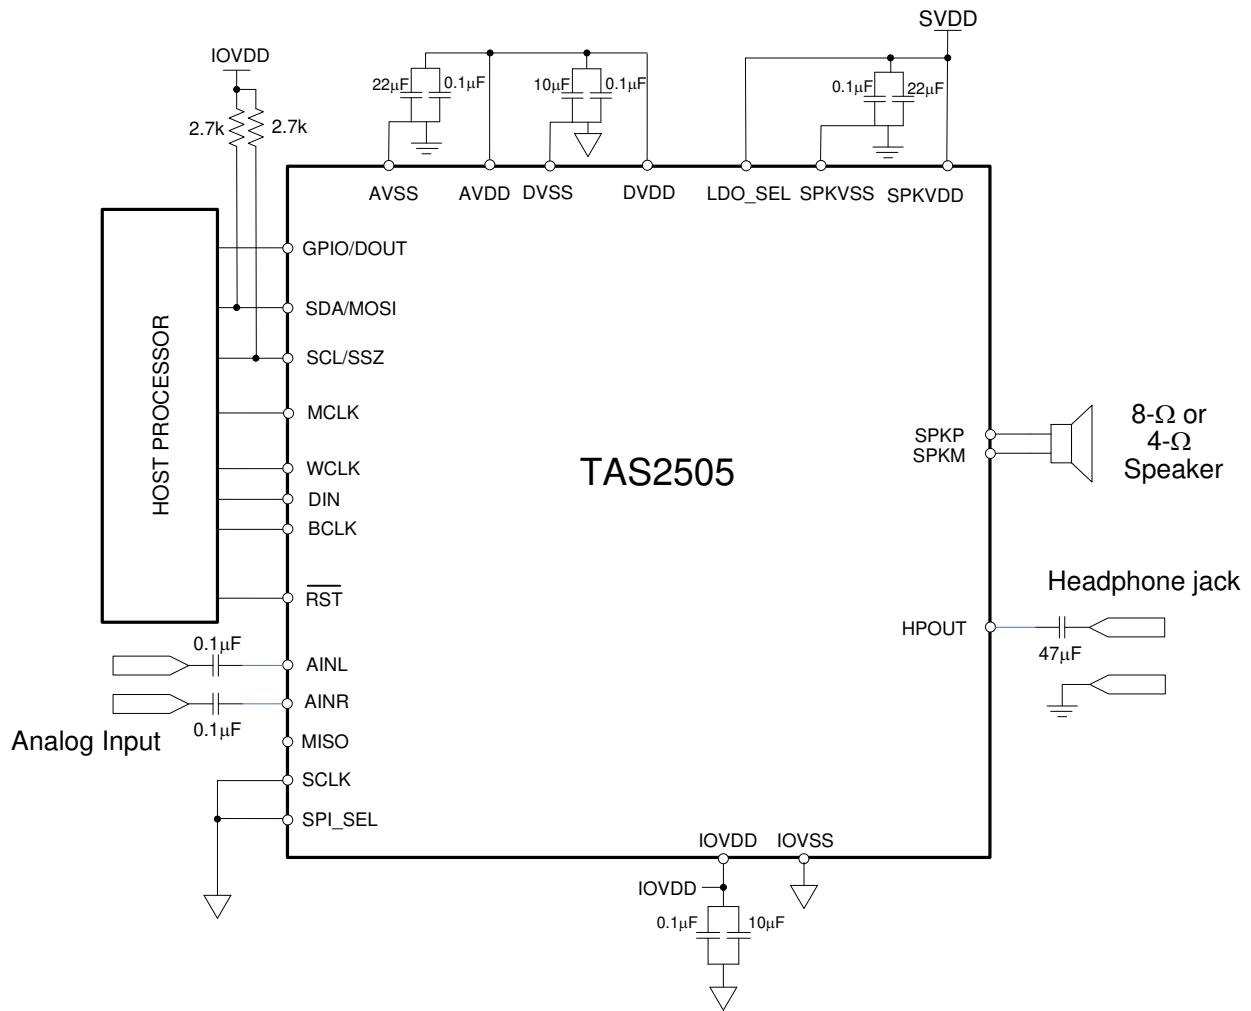 SVDD
IOVDD
22μF
0.1μF
10μF
0.1μF
0.1μF
22μF
2.7k
2.7k
AVSS
AVDD
DVSS
DVDD
LDO_SEL
SPKVSS
SPKVDD
HOST PROCESSOR
GPIO/DOUT
SDA/MOSI
SCL/SSZ
MCLK
WCLK
DIN
BCLK
RST
TAS2505
SPKP
SPKM
8-Ω or
4-Ω
Speaker
Headphone jack
HPOUT
47μF
0.1μF
AINL
AINR
0.1μF
Analog Input
MISO
SCLK
SPI_SEL
IOVDD
IOVSS
IOVDD
0.1μF
10μF